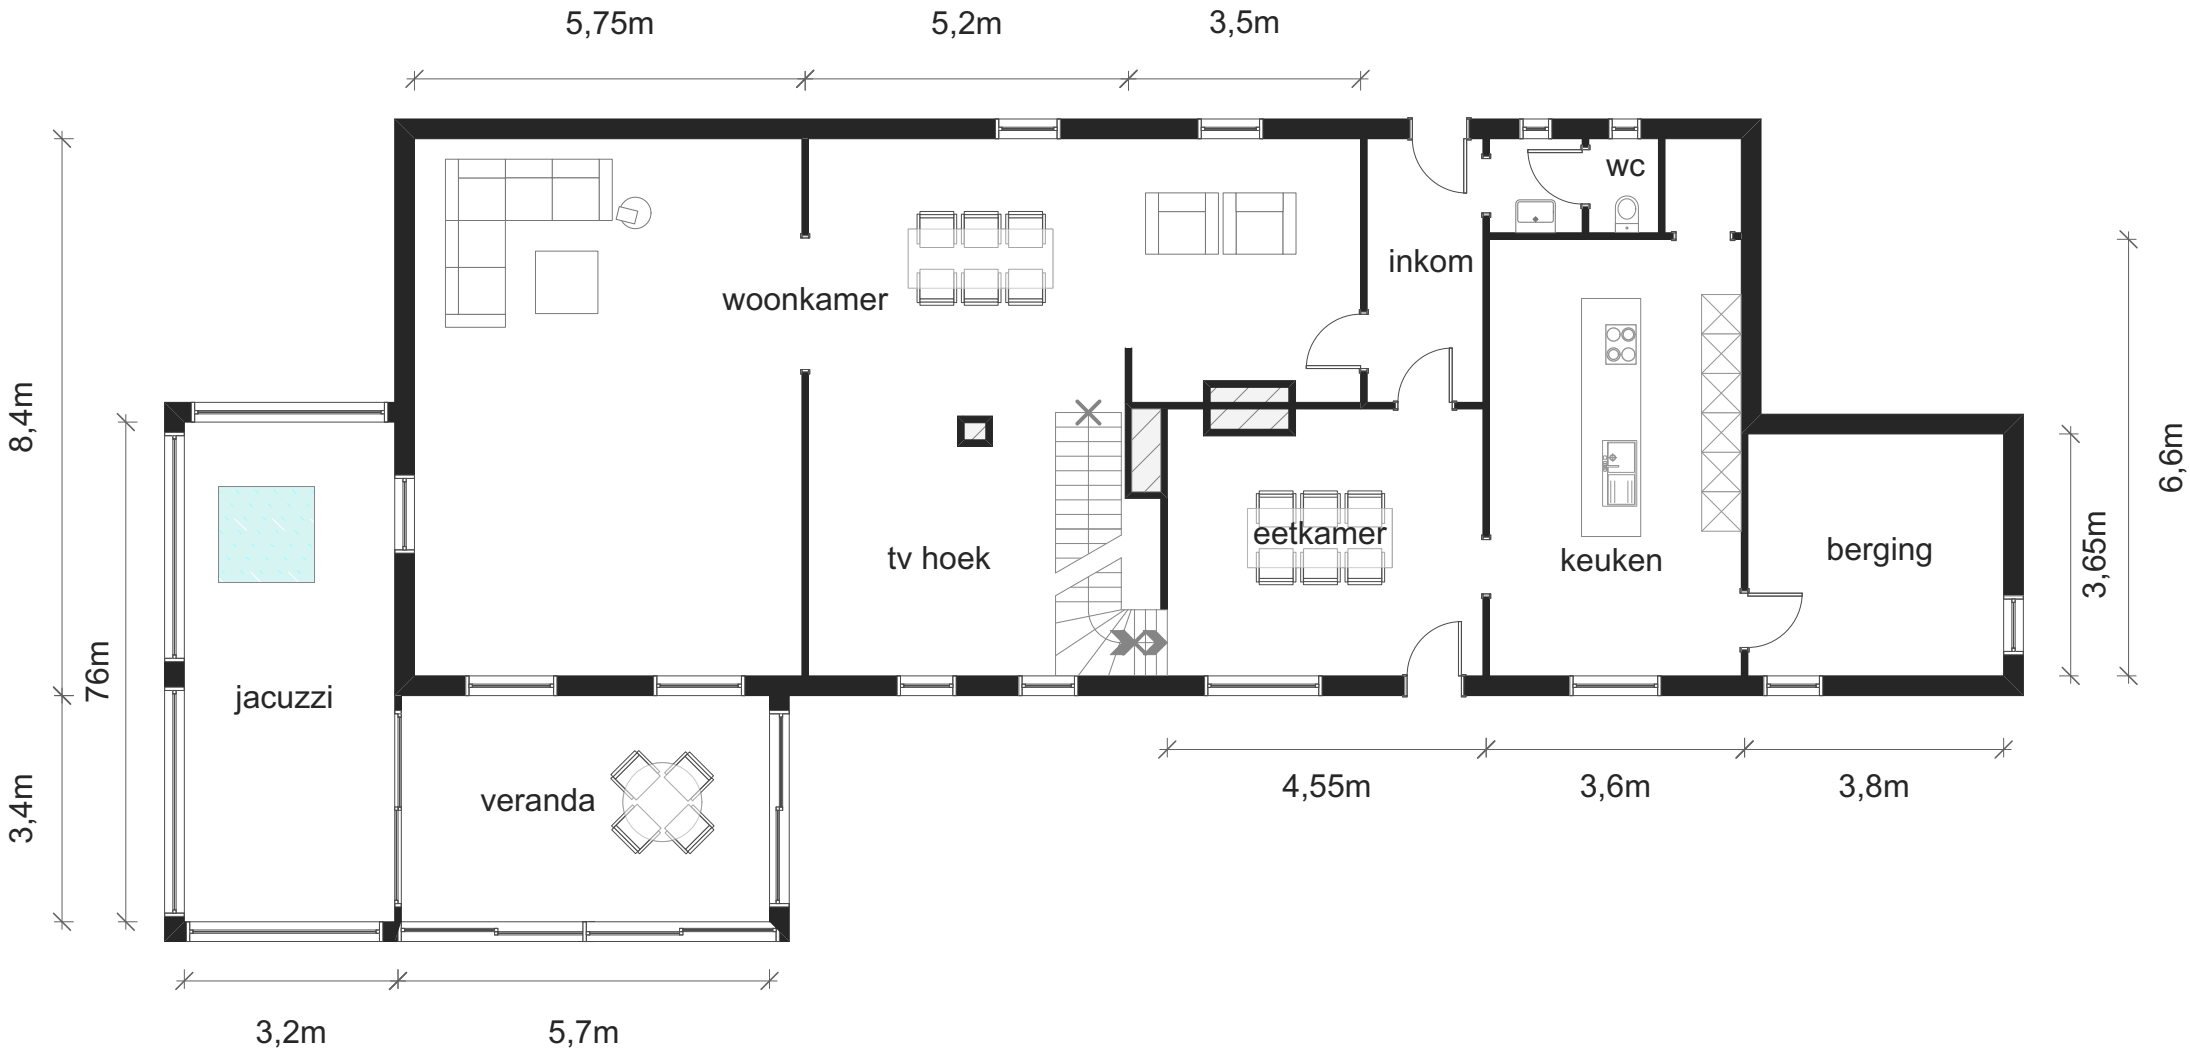 5,75m
5,2m
3,5m
wc
inkom
woonkamer
8,4m
6,6m
eetkamer
tv hoek
keuken
berging
3,65m
76m
jacuzzi
veranda
3,4m
4,55m
3,6m
3,8m
3,2m
5,7m